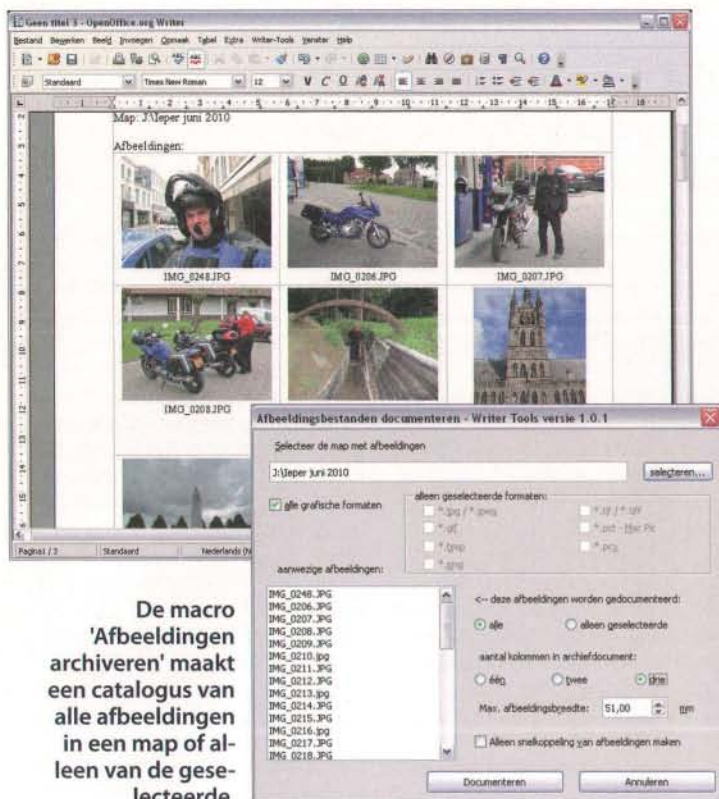 Geen titel 3 - OpenOffice.org Writer
Bestand Bewerken Beeld Invoegen Opmaak Tabel Extra Writer-Tools Venster Help
Standaard Times New Roman 12 V C O
Map: J:\Ieper juni 2010
Afbeeldingen:
IMG_0248.JPG IMG_0206.JPG IMG_0207.JPG
IMG_0208.JPG
Pagina1 / 2 Standaard Nederlands (N
Afbeeldingsbestanden documenteren - Writer Tools versie 1.0.1
Selecteer de map met afbeeldingen
J:\Ieper juni 2010 selecteren...
alle grafische formaten
alleen geselecteerde formaten:
*.jpg / *.jpeg *.tif / *.tiff
*.gif *.pct - Mac Pic
*.bmp *.pcx
*.png
aanwezige afbeeldingen:
IMG_0248.JPG
IMG_0206.JPG
IMG_0207.JPG
IMG_0208.JPG
IMG_0209.JPG
IMG_0210.jpg
IMG_0211.JPG
IMG_0212.JPG
IMG_0213.jpg
IMG_0214.JPG
IMG_0215.JPG
IMG_0216.jpg
IMG_0217.JPG
IMG_0218.JPG
<-- deze afbeeldingen worden gedocumenteerd:
alle alleen geselecteerde
aantal kolommen in archiefdocument:
één twee drie
Max. afbeeldingsbreedte: 51,00 mm
Alleen snelkoppeling van afbeeldingen maken
Documenteren Annuleren
De macro
'Afbeeldingen
archiveren' maakt
een catalogus van
alle afbeeldingen
in een map of al-
leen van de gese-
lecteerde.